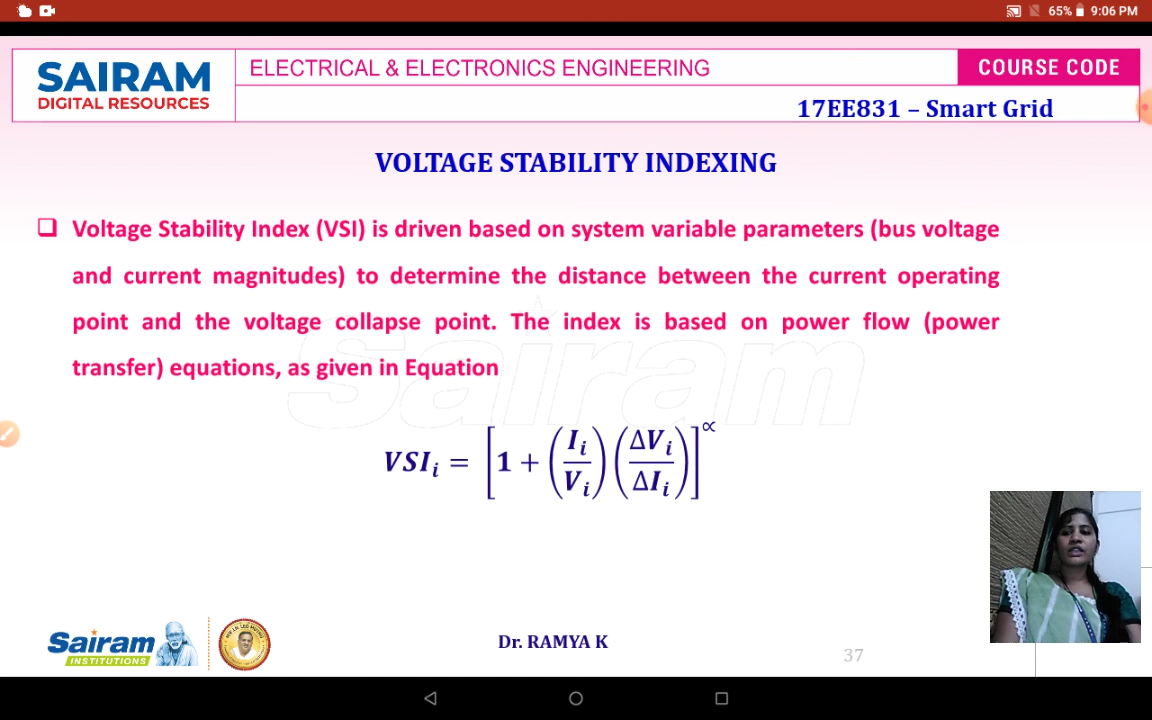 65% 9:06 PM
SAIRAM
DIGITAL RESOURCES
ELECTRICAL & ELECTRONICS ENGINEERING
COURSE CODE
17EE831 – Smart Grid
VOLTAGE STABILITY INDEXING
❑ Voltage Stability Index (VSI) is driven based on system variable parameters (bus voltage
and current magnitudes) to determine the distance between the current operating
point and the voltage collapse point. The index is based on power flow (power
transfer) equations, as given in Equation
Sairam
VSIᵢ = [1 + (Iᵢ/Vᵢ)(ΔVᵢ/ΔIᵢ)]^∝
Sairam
INSTITUTIONS
Dr. RAMYA K
37